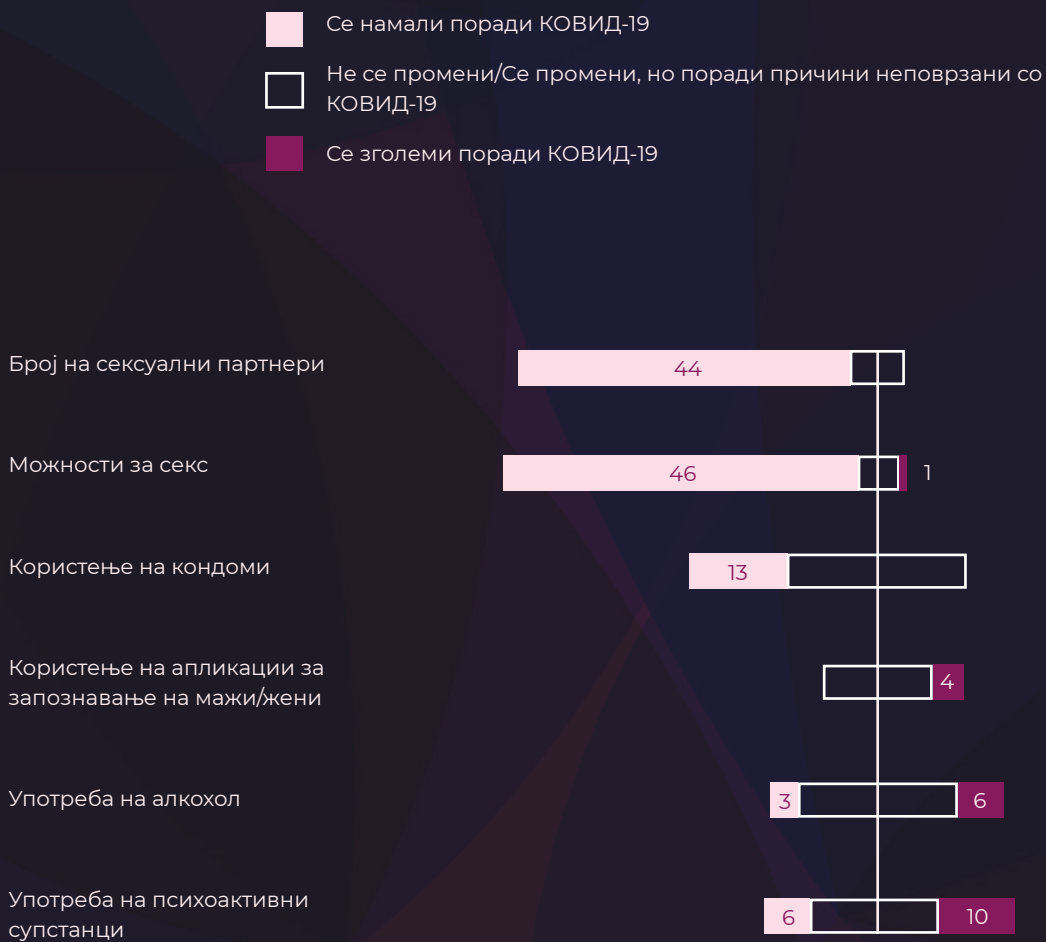 Се намали поради КОВИД-19
Не се промени/Се промени, но поради причини неповрзани со
КОВИД-19
Се зголеми поради КОВИД-19
Број на сексуални партнери
44
Можности за секс
46
1
Користење на кондоми
13
Користење на апликации за
запознавање на мажи/жени
4
Употреба на алкохол
3
6
Употреба на психоактивни
супстанци
6
10